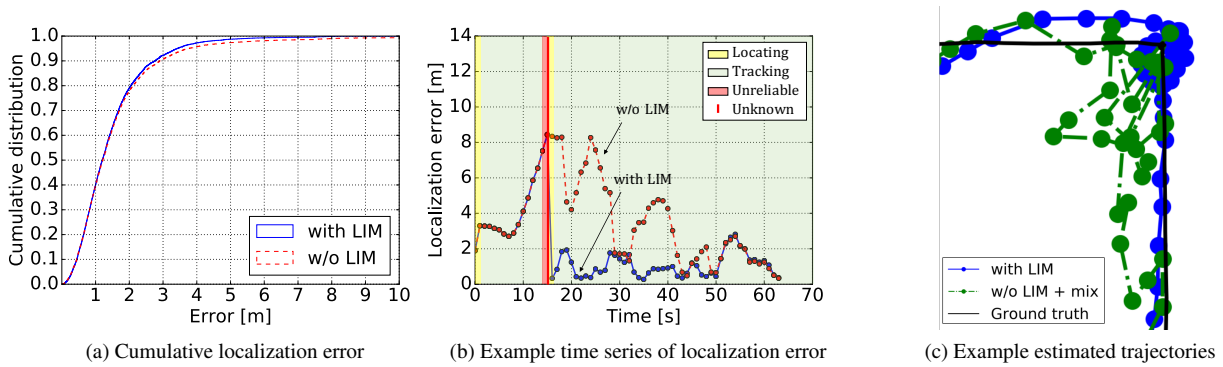 1.0
0.9
0.8
0.7
0.6
0.5
0.4
0.3
0.2
0.1
0.0
Cumulative distribution
1 2 3 4 5 6 7 8 9 10
Error [m]
with LIM
w/o LIM
(a) Cumulative localization error
14
12
10
8
6
4
2
0
Localization error [m]
0 10 20 30 40 50 60 70
Time [s]
Locating
Tracking
Unreliable
Unknown
w/o LIM
with LIM
(b) Example time series of localization error
with LIM
w/o LIM + mix
Ground truth
(c) Example estimated trajectories